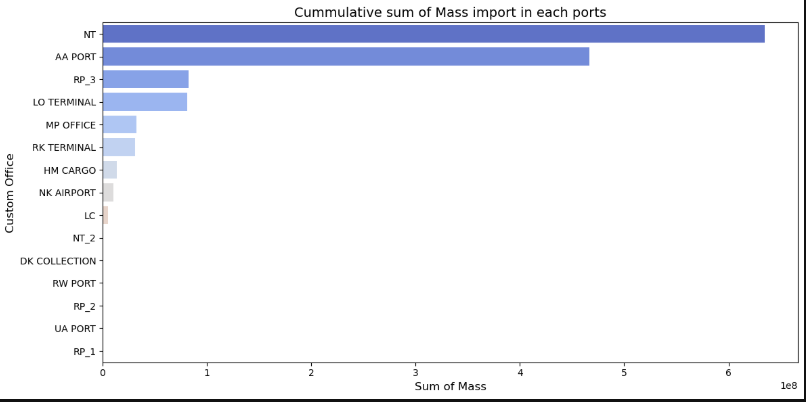 Cummulative sum of Mass import in each ports
NT
AA PORT
RP_3
LO TERMINAL
MP OFFICE
RK TERMINAL
HM CARGO
NK AIRPORT
LC
NT_2
DK COLLECTION
RW PORT
RP_2
UA PORT
RP_1
Custom Office
0 1 2 3 4 5 6
1e8
Sum of Mass